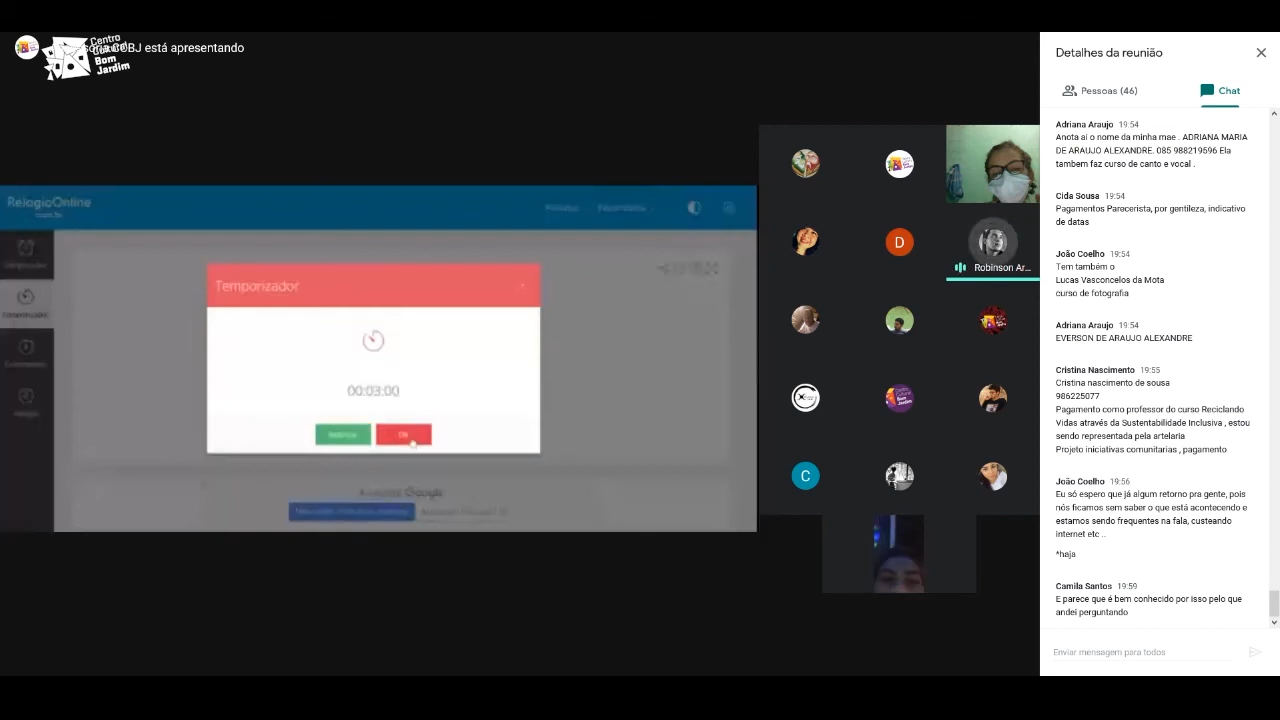 Centro
Cultural
Bom
Jardim
CCBJ está apresentando
RelogioOnline
Temporizador
00:03:00
Google
D
Robinson Ar...
Centro
Cultural
Bom Jardim
C
Detalhes da reunião
Pessoas (46)
Chat
Adriana Araujo 19:54
Anota ai o nome da minha mae . ADRIANA MARIA
DE ARAUJO ALEXANDRE. 085 988219596 Ela
tambem faz curso de canto e vocal .
Cida Sousa 19:54
Pagamentos Parecerista, por gentileza, indicativo
de datas
João Coelho 19:54
Tem também o
Lucas Vasconcelos da Mota
curso de fotografia
Adriana Araujo 19:54
EVERSON DE ARAUJO ALEXANDRE
Cristina Nascimento 19:55
Cristina nascimento de sousa
986225077
Pagamento como professor do curso Reciclando
Vidas através da Sustentabilidade Inclusiva , estou
sendo representada pela artelaria
Projeto iniciativas comunitarias , pagamento
João Coelho 19:56
Eu só espero que já algum retorno pra gente, pois
nós ficamos sem saber o que está acontecendo e
estamos sendo frequentes na fala, custeando
internet etc ..
*haja
Camila Santos 19:59
E parece que é bem conhecido por isso pelo que
andei perguntando
Enviar mensagem para todos